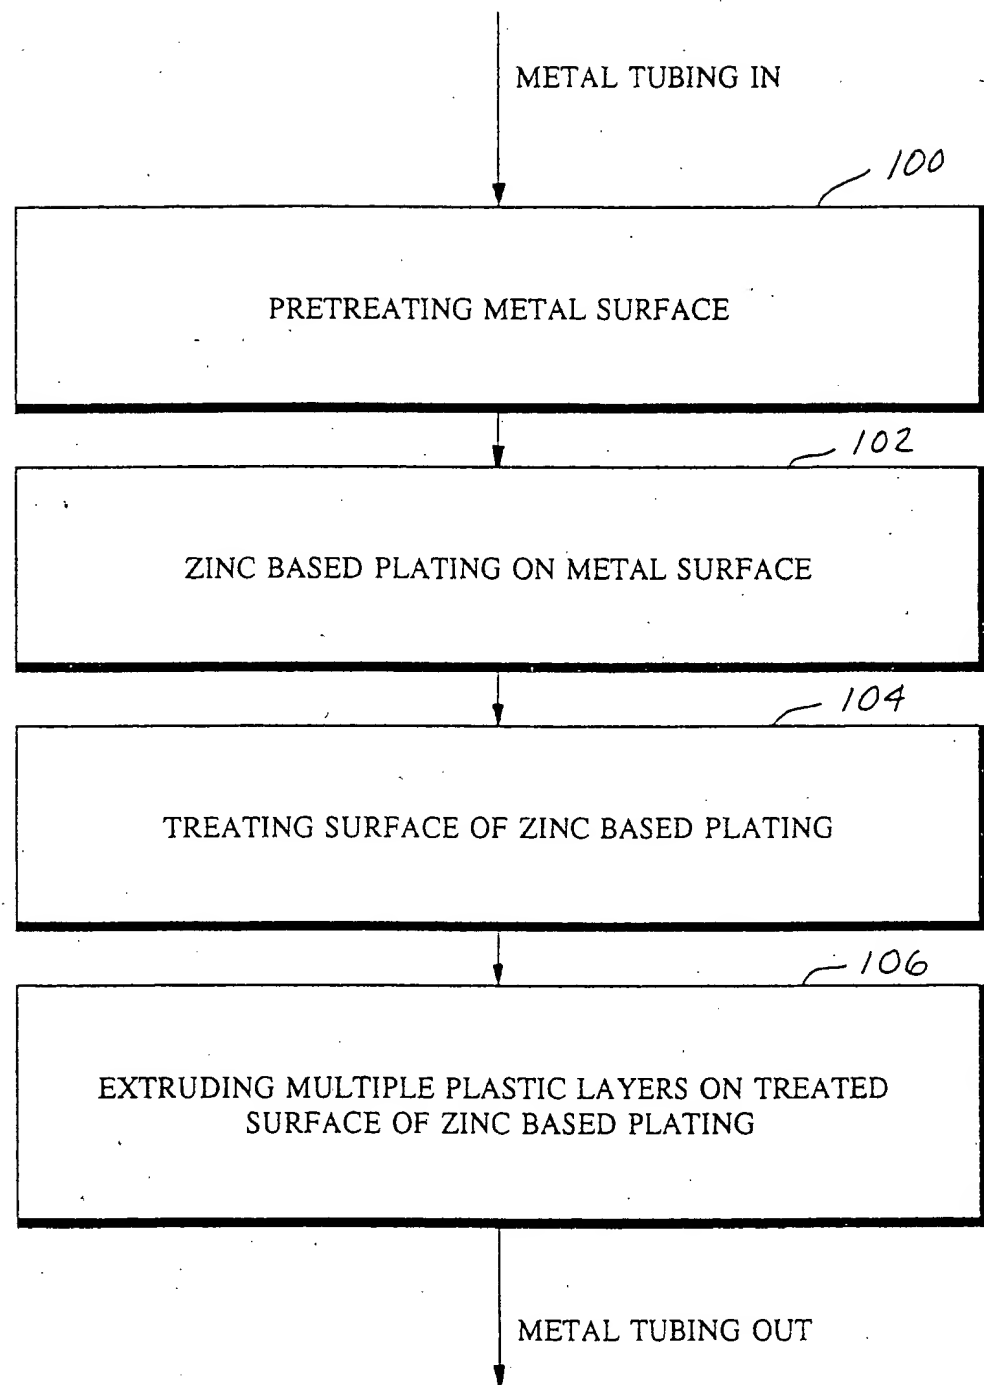 METAL TUBING IN
100
PRETREATING METAL SURFACE
102
ZINC BASED PLATING ON METAL SURFACE
104
TREATING SURFACE OF ZINC BASED PLATING
106
EXTRUDING MULTIPLE PLASTIC LAYERS ON TREATED
SURFACE OF ZINC BASED PLATING
METAL TUBING OUT